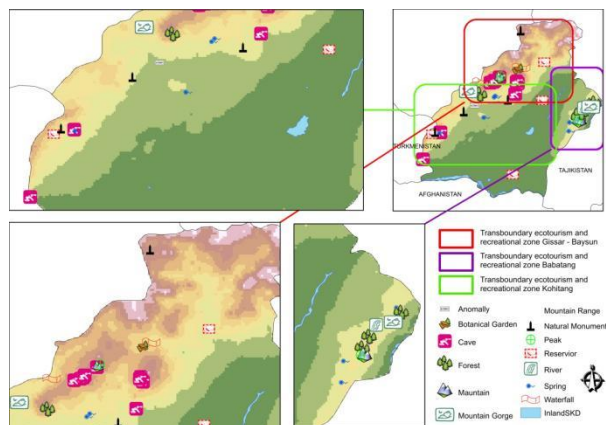 TURKMENISTAN
AFGHANISTAN
TAJIKISTAN
Transboundary ecotourism and
recreational zone Gissar - Baysun
Transboundary ecotourism and
recreational zone Babatang
Transboundary ecotourism and
recreational zone Kohitang
Anomally
Botanical Garden
Cave
Forest
Mauntain
Mountain Gorge
Mountain Range
Natural Monument
Peak
Reservior
River
Spring
Waterfall
InlandSKD